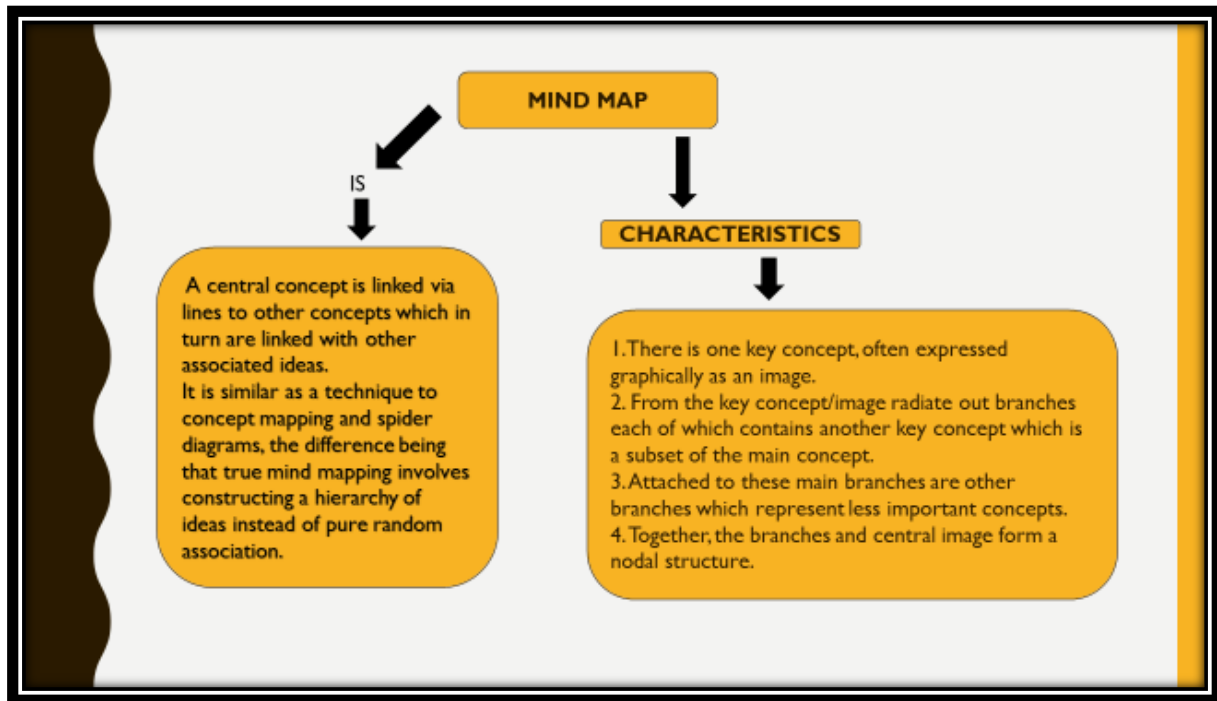 MIND MAP
IS
A central concept is linked via
lines to other concepts which in
turn are linked with other
associated ideas.
It is similar as a technique to
concept mapping and spider
diagrams, the difference being
that true mind mapping involves
constructing a hierarchy of
ideas instead of pure random
association.
CHARACTERISTICS
1.There is one key concept, often expressed
graphically as an image.
2. From the key concept/image radiate out branches
each of which contains another key concept which is
a subset of the main concept.
3.Attached to these main branches are other
branches which represent less important concepts.
4. Together, the branches and central image form a
nodal structure.